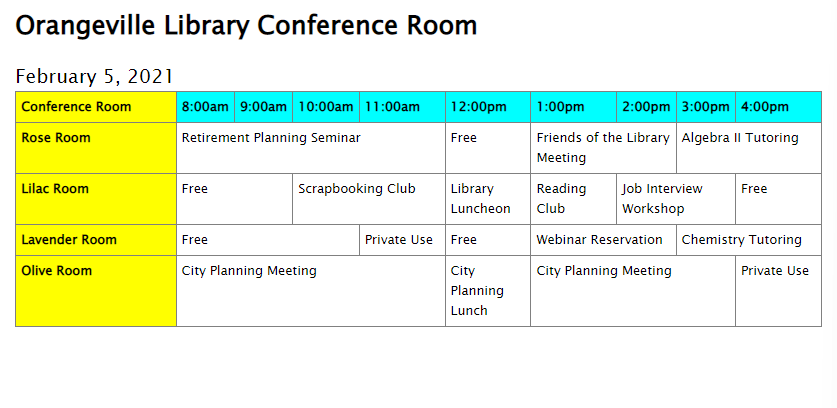 Orangeville Library Conference Room
February 5, 2021
Conference Room 8:00am 9:00am 10:00am 11:00am 12:00pm 1:00pm 2:00pm 3:00pm 4:00pm
Rose Room Retirement Planning Seminar Free Friends of the Library Algebra II Tutoring
Meeting
Lilac Room Free Scrapbooking Club Library Reading Job Interview Free
Luncheon Club Workshop
Lavender Room Free Private Use Free Webinar Reservation Chemistry Tutoring
Olive Room City Planning Meeting City City Planning Meeting Private Use
Planning
Lunch